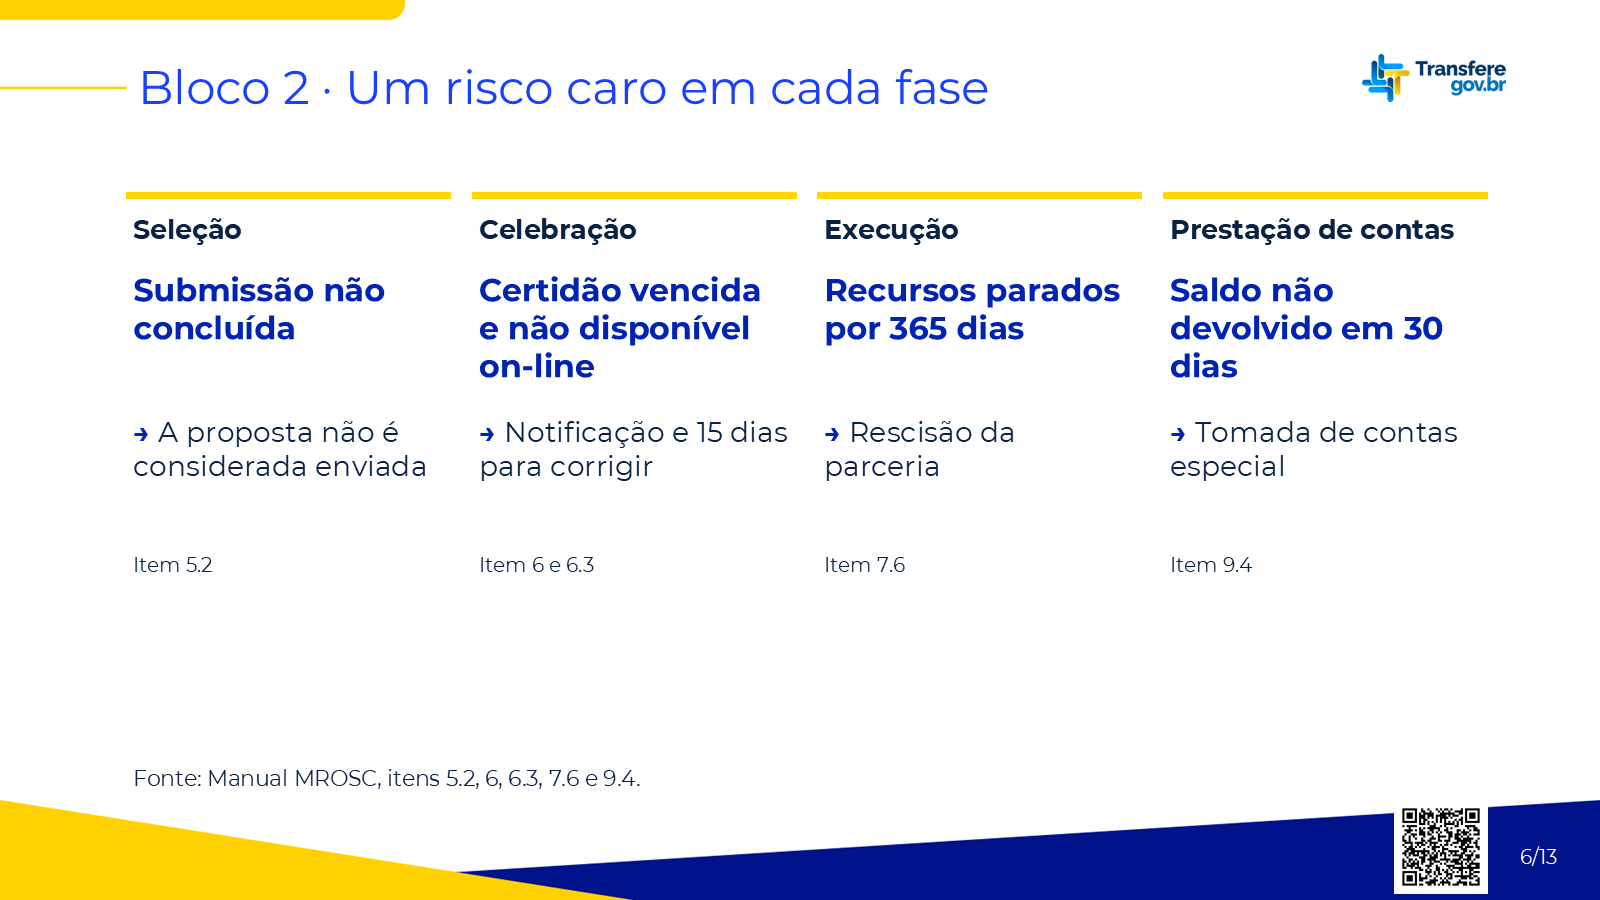 Bloco 2 · Um risco caro em cada fase
Transfere
gov.br
Seleção
Submissão não
concluída
→ A proposta não é
considerada enviada
Item 5.2
Celebração
Certidão vencida
e não disponível
on-line
→ Notificação e 15 dias
para corrigir
Item 6 e 6.3
Execução
Recursos parados
por 365 dias
→ Rescisão da
parceria
Item 7.6
Prestação de contas
Saldo não
devolvido em 30
dias
→ Tomada de contas
especial
Item 9.4
Fonte: Manual MROSC, itens 5.2, 6, 6.3, 7.6 e 9.4.
6/13